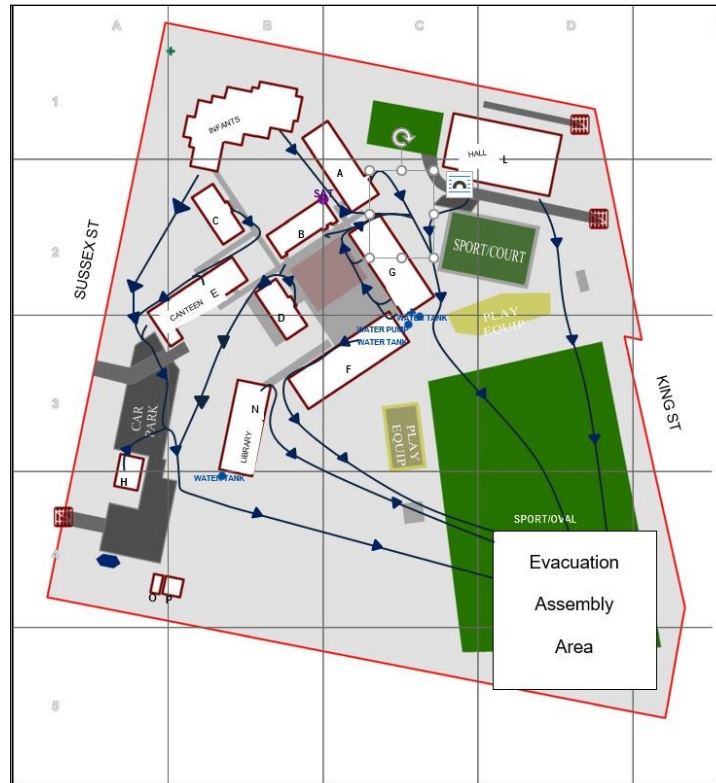 A
B
C
D
1
INFANTS
A
HALL
L
SAT
C
B
2
SUSSEX ST
SPORT/COURT
G
E
CANTEEN
D
WATER TANK
PLAY
EQUIP
WATER PUMP
WATER TANK
F
3
CAR
PARK
N
LIBRARY
PLAY
EQUIP
KING ST
H
WATER TANK
SPORT/OVAL
4
Evacuation
Assembly
Area
O P
5